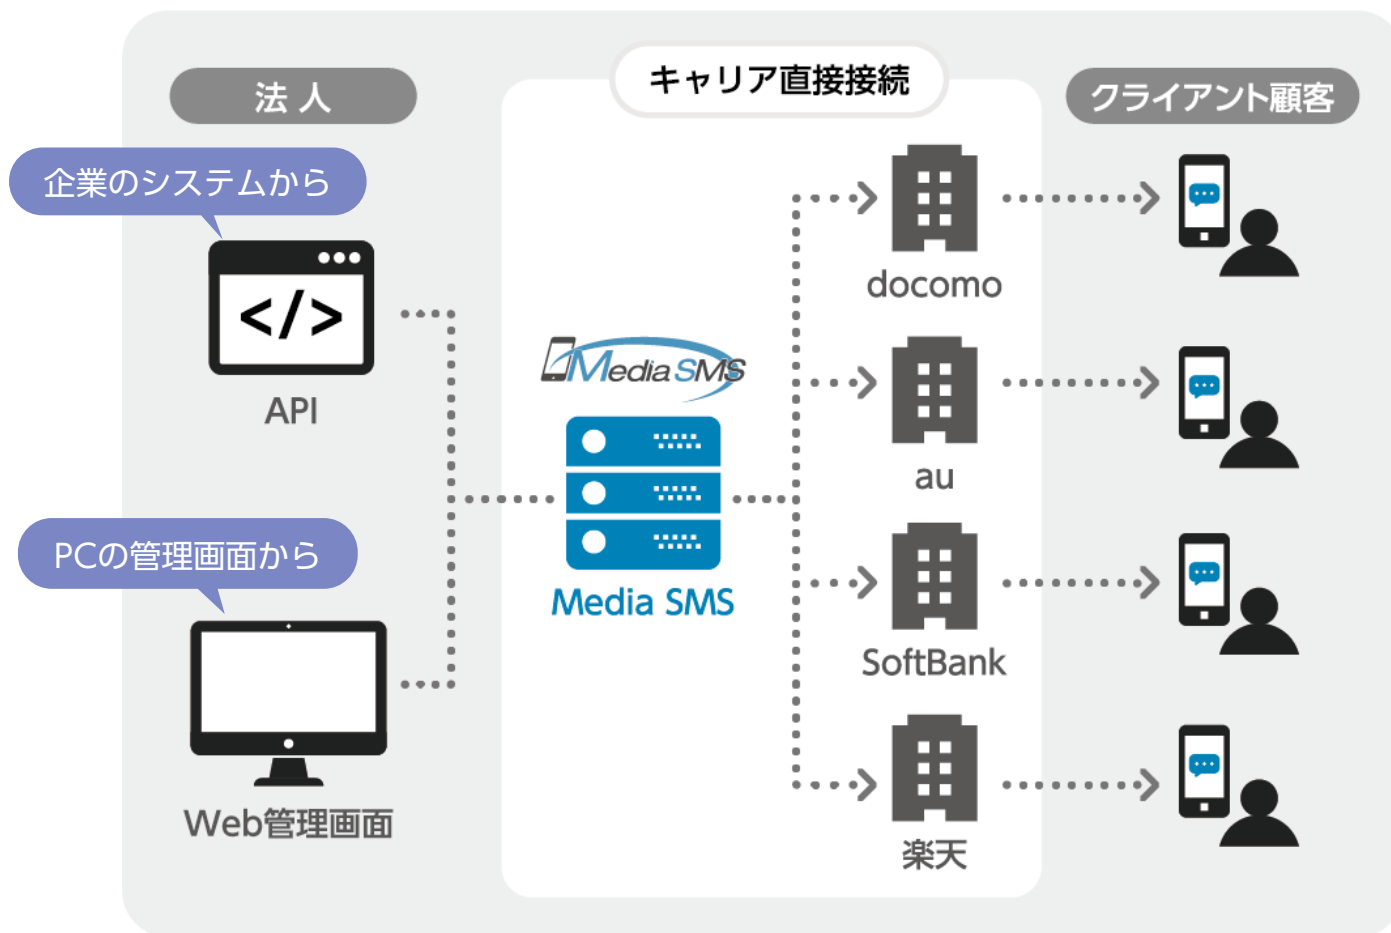 法人
キャリア直接接続
クライアント顧客
企業のシステムから
</>
API
PCの管理画面から
Web管理画面
Media SMS
Media SMS
docomo
au
SoftBank
楽天